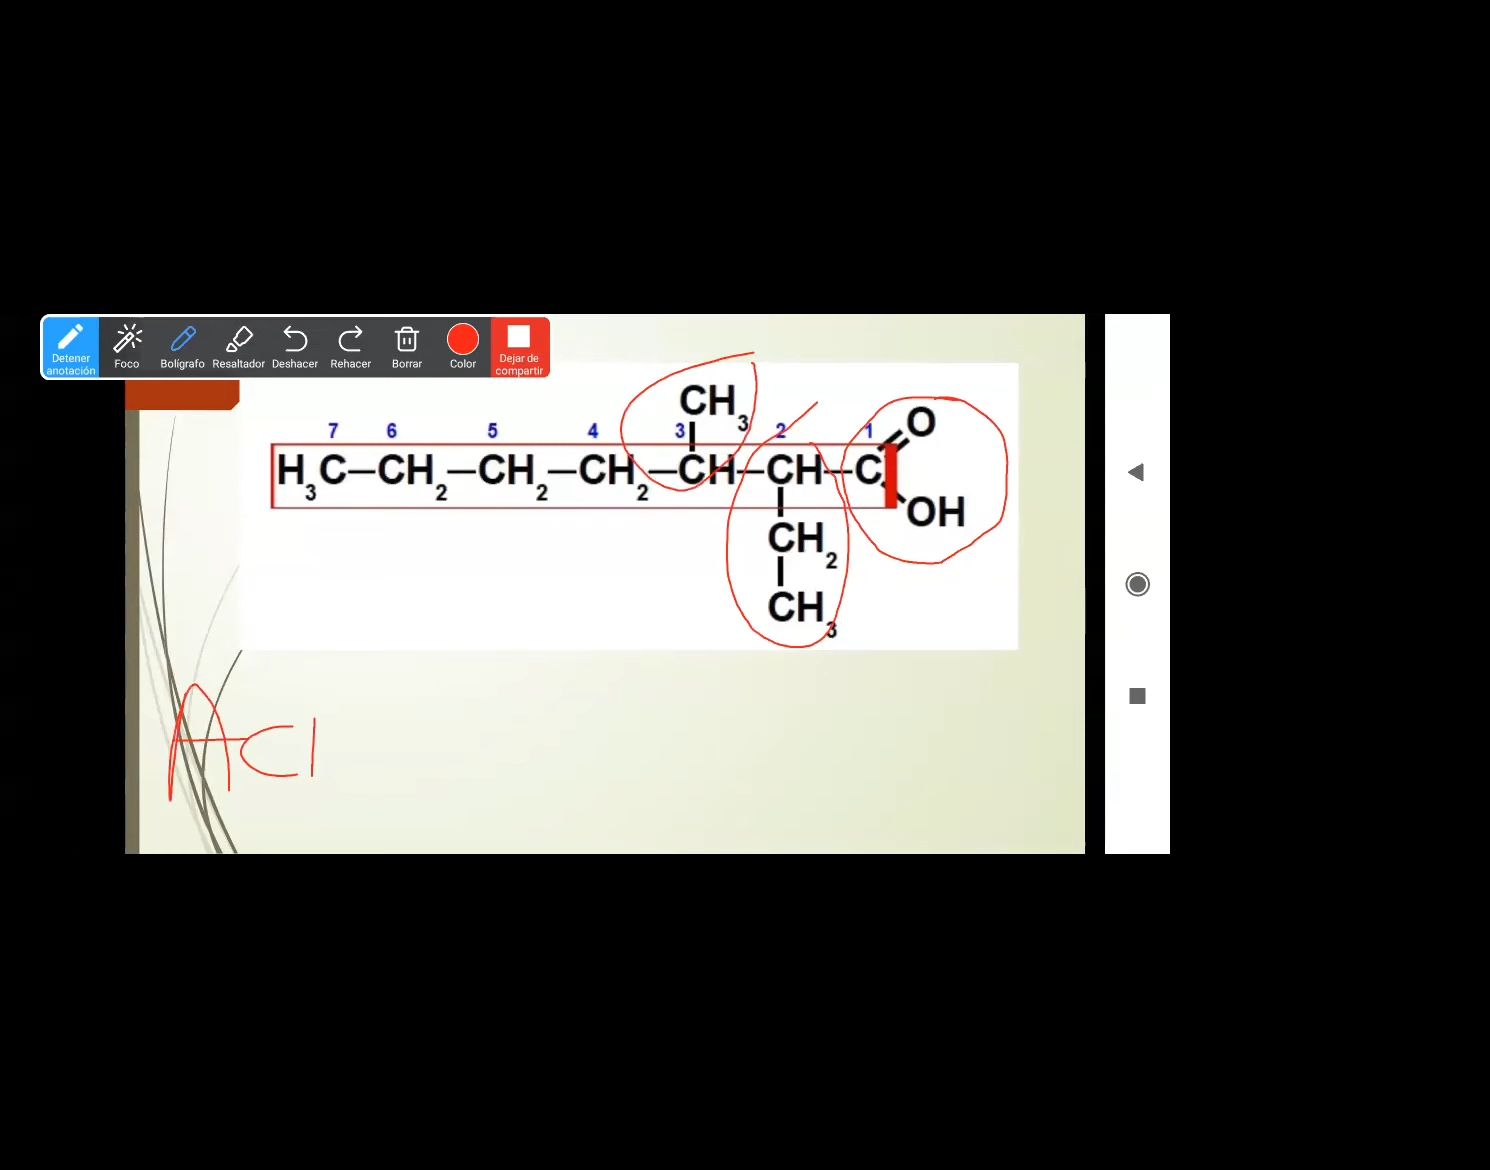 Detener anotación Foco Bolígrafo Resaltador Deshacer Rehacer Borrar Color Dejar de compartir
CH3
O
7 6 5 4 3 2 1
H3C—CH2—CH2—CH2—CH—CH—C
OH
CH2
CH3
ACI